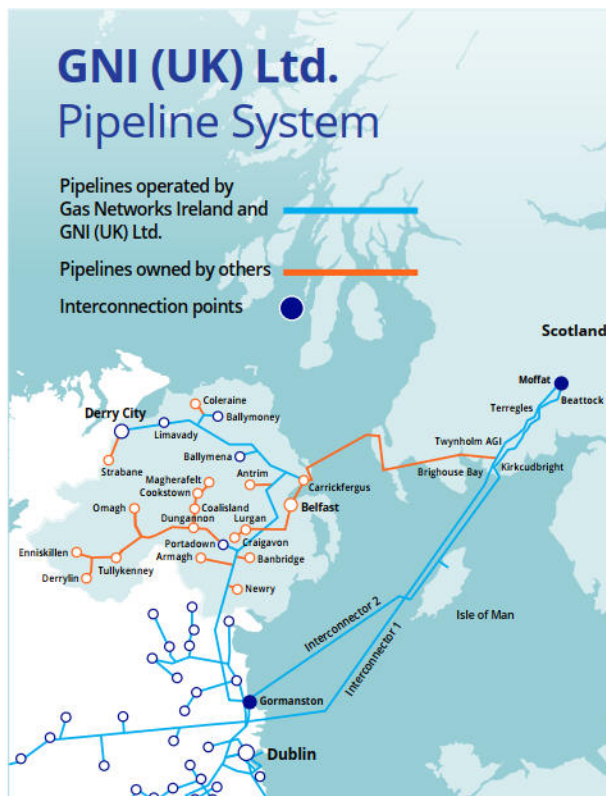 GNI (UK) Ltd.
Pipeline System
Pipelines operated by
Gas Networks Ireland and
GNI (UK) Ltd.
Pipelines owned by others
Interconnection points
Scotland
Moffat
Beattock
Terregles
Coleraine
Derry City
Ballymoney
Limavady
Twynholm AGI
Ballymena
Kirkcudbright
Brighouse Bay
Strabane
Antrim
Magherafelt
Carrickfergus
Cookstown
Omagh
Coalisland
Belfast
Dungannon
Lurgan
Craigavon
Portadown
Enniskillen
Armagh
Banbridge
Tullykenney
Derrylin
Newry
Isle of Man
Interconnector 2
Interconnector 1
Gormanston
Dublin